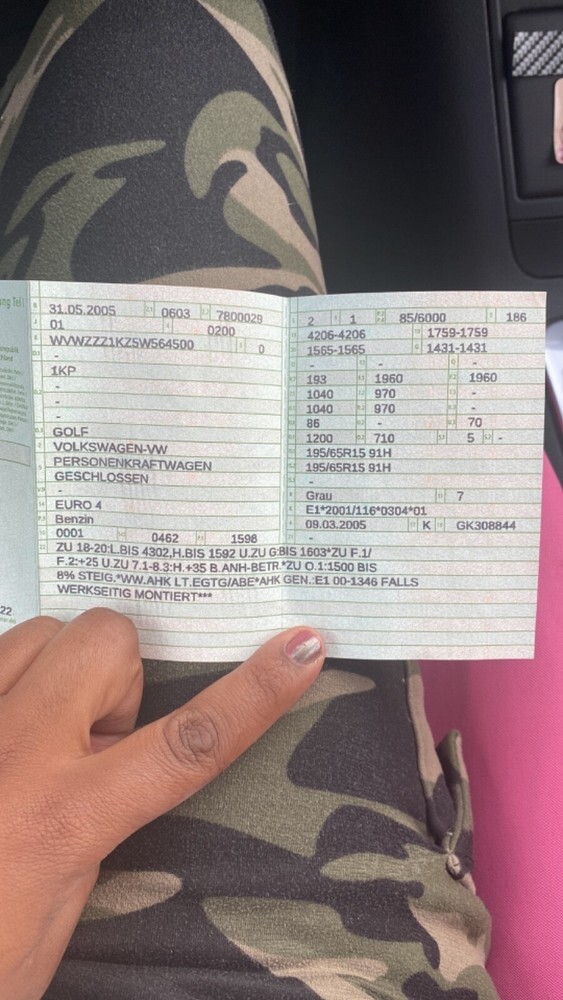 31.05.2005 0603 7800029
01 0200
WVWZZZ1KZ5W564500 0
-
1KP
-
-
-
GOLF
VOLKSWAGEN-VW
PERSONENKRAFTWAGEN
GESCHLOSSEN
-
EURO 4
Benzin
0001 0462 1598
2 1 85/6000 186
4206-4206 1759-1759
1565-1565 1431-1431
- - -
193 1960 1960
1040 970 -
1040 970 -
86 - 70
1200 710 5 -
195/65R15 91H
195/65R15 91H
-
Grau 7
E1*2001/116*0304*01
09.03.2005 K GK308844
-
ZU 18-20:L.BIS 4302,H.BIS 1592 U.ZU G:BIS 1603*ZU F.1/
F.2:+25 U.ZU 7.1-8.3:H.+35 B.ANH-BETR.*ZU O.1:1500 BIS
8% STEIG.*WW.AHK LT.EGTG/ABE*AHK GEN.:E1 00-1346 FALLS
WERKSEITIG MONTIERT***
22